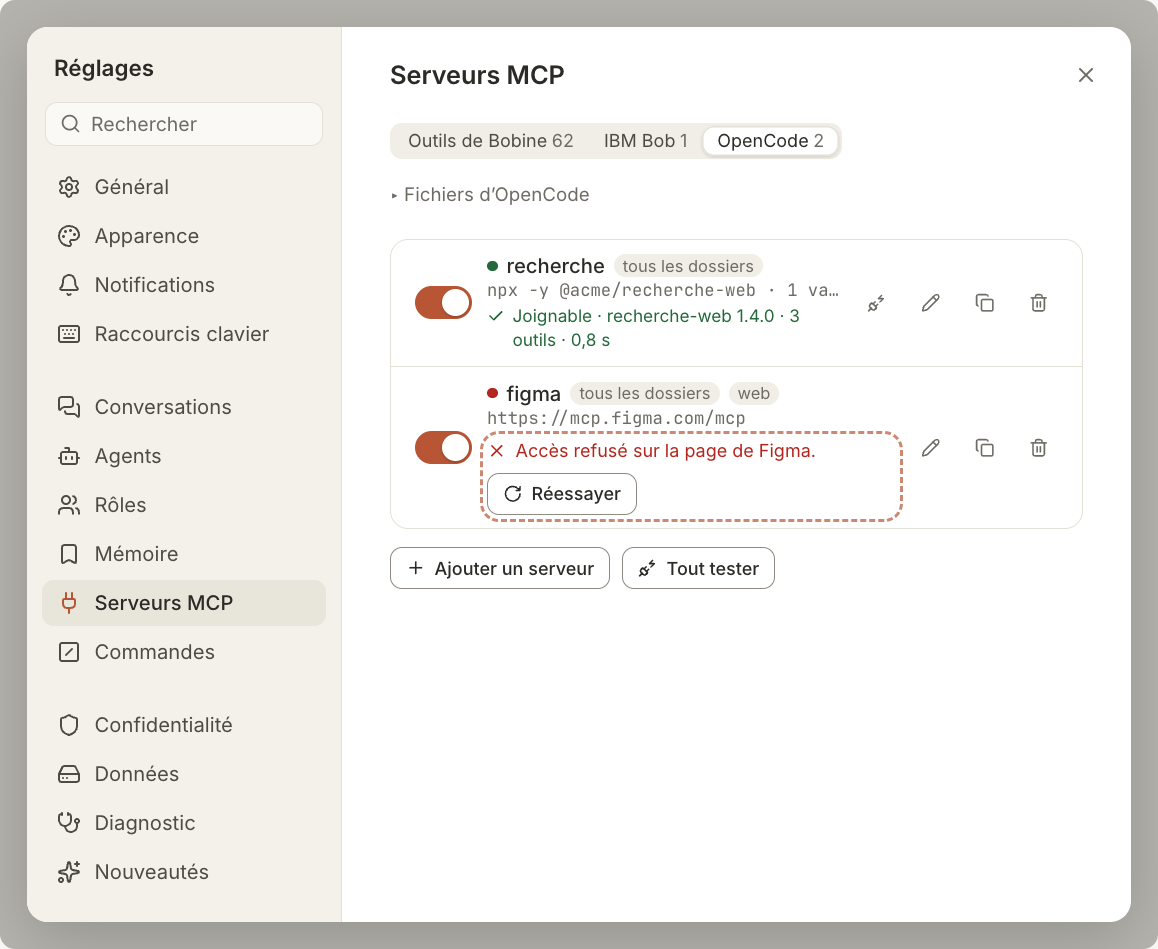 Réglages
Rechercher
Général
Apparence
Notifications
Raccourcis clavier
Conversations
Agents
Rôles
Mémoire
Serveurs MCP
Commandes
Confidentialité
Données
Diagnostic
Nouveautés
Serveurs MCP
Outils de Bobine 62 IBM Bob 1 OpenCode 2
Fichiers d’OpenCode
recherche tous les dossiers
npx -y @acme/recherche-web · 1 va…
Joignable · recherche-web 1.4.0 · 3
outils · 0,8 s
figma tous les dossiers web
https://mcp.figma.com/mcp
Accès refusé sur la page de Figma.
Réessayer
Ajouter un serveur Tout tester